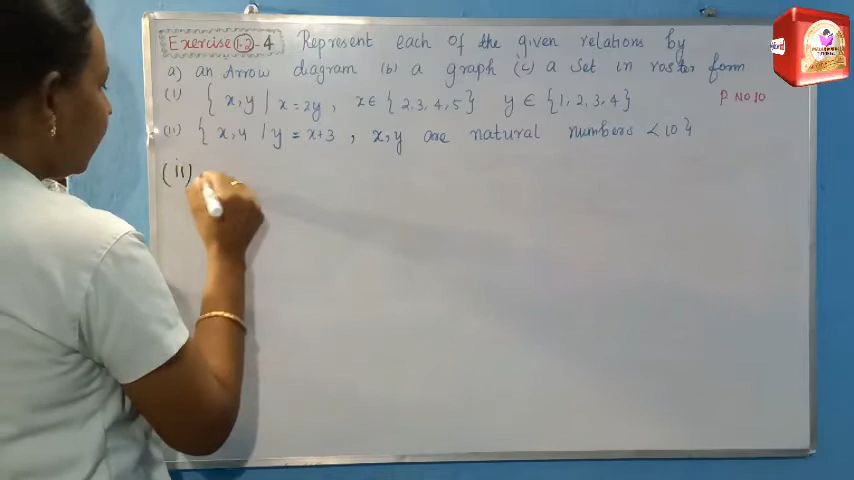 Exercise 1.2 - 4 Represent each of the given relations by
a) an Arrow diagram (b) a graph (c) a Set in roster form
(i) { x,y | x = 2y, x ∈ { 2,3,4,5 } y ∈ {1,2,3,4} P NO 10
(ii) { x,y / y = x+3, x,y are natural numbers < 10 }
(ii)